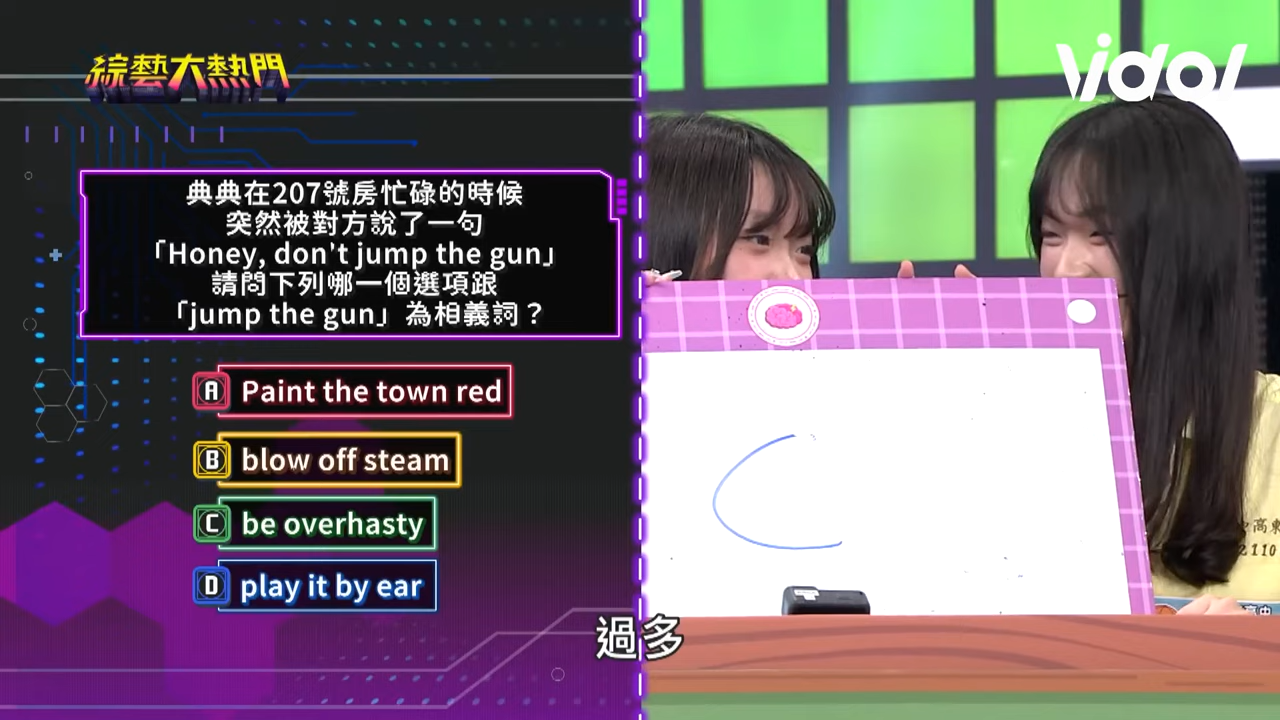 綜藝大熱門
vidol
典典在207號房忙碌的時候
突然被對方說了一句
「Honey, don't jump the gun」
請問下列哪一個選項跟
「jump the gun」為相義詞？
A Paint the town red
B blow off steam
C be overhasty
D play it by ear
C
高東
2110
過多